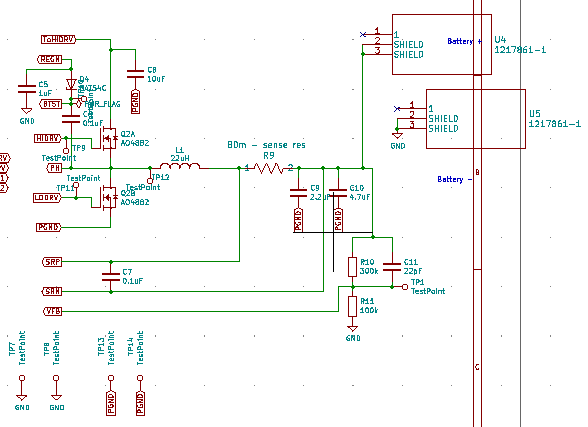 ToHIDRV
REGN
C5
1uF
GND
D4
BAT54C
BTST
C8
10uF
PGND
HIDRV
TP9
TestPoint
Q2A
AO4882
PH
TestPoint
TP11
LODRV
Q2B
AO4882
PGND
TP12
TestPoint
L1
22uH
80m - sense res
R9
1
2
C9
2.2uF
C10
4.7uF
PGND
PGND
SRP
C7
0.1uF
SRN
VFB
R10
300k
C11
22pF
TP1
TestPoint
R11
100k
GND
1
2
3
1
SHIELD
SHIELD
Battery +
U4
1217861-1
1
2
3
1
SHIELD
SHIELD
GND
U5
1217861-1
Battery -
B
C
TP7
TestPoint
GND
TP8
TestPoint
GND
TP13
TestPoint
PGND
TP14
TestPoint
PGND